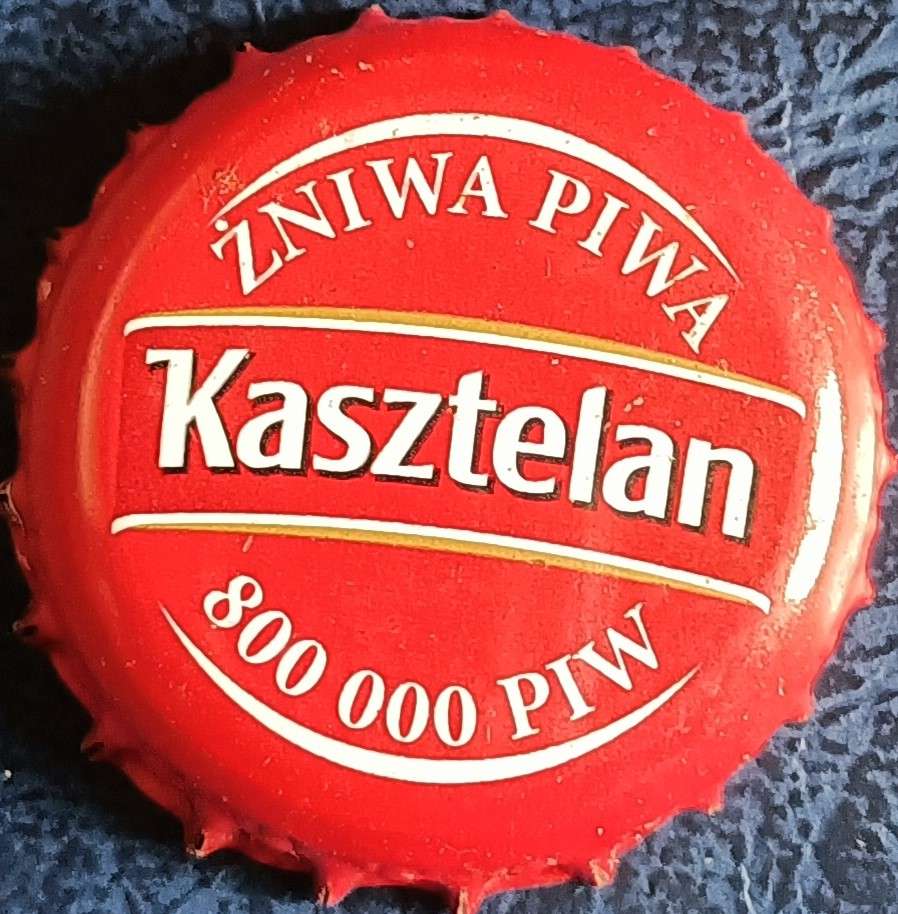 ŻNIWA PIWA
Kasztelan
800 000 PIW